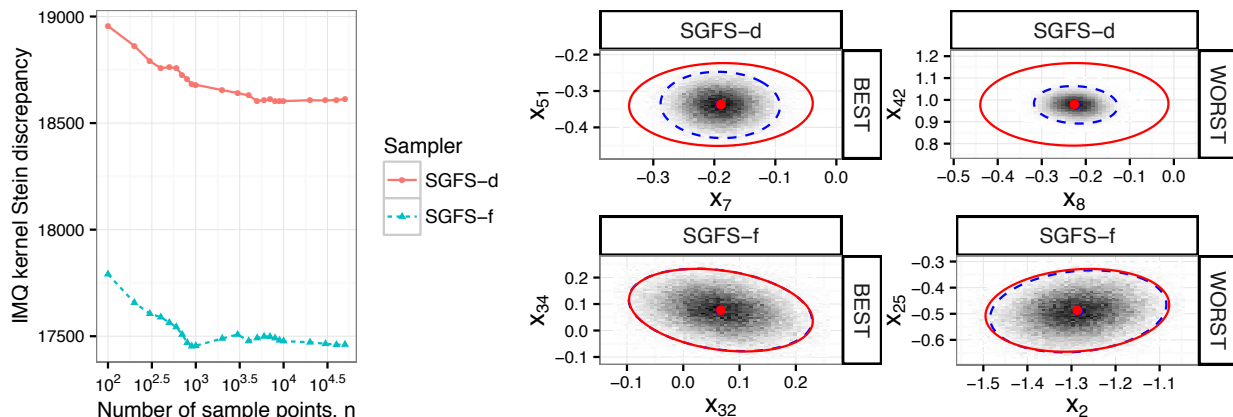 IMQ kernel Stein discrepancy
19000
18500
18000
17500
10^2 10^2.5 10^3 10^3.5 10^4 10^4.5
Number of sample points, n
Sampler
SGFS-d
SGFS-f
SGFS-d
BEST
x51
-0.2
-0.3
-0.4
-0.3 -0.2 -0.1 0.0
x7
SGFS-d
WORST
x42
1.2
1.1
1.0
0.9
0.8
-0.5 -0.4 -0.3 -0.2 -0.1 0.0
x8
SGFS-f
BEST
x34
0.2
0.1
0.0
-0.1
-0.1 0.0 0.1 0.2
x32
SGFS-f
WORST
x25
-0.3
-0.4
-0.5
-0.6
-1.5 -1.4 -1.3 -1.2 -1.1
x2